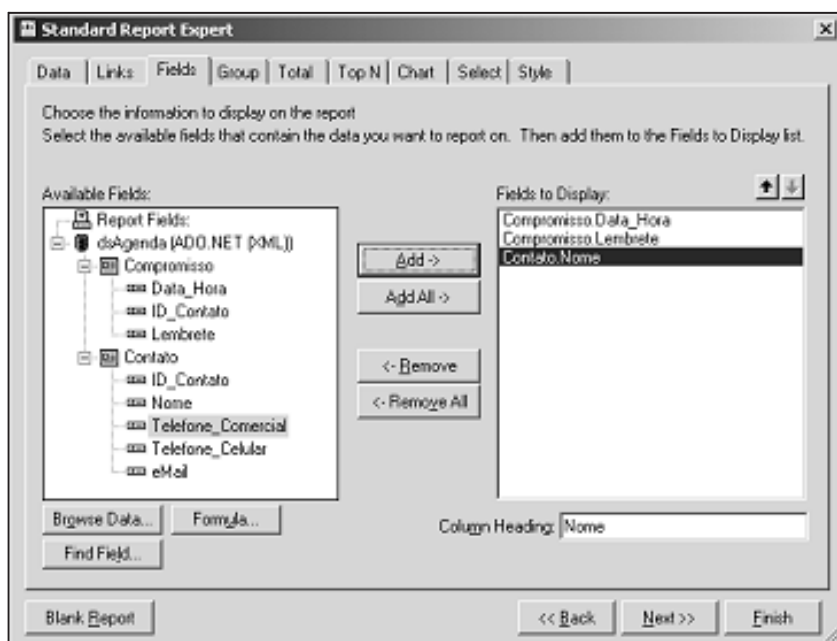 Standard Report Expert
Data Links Fields Group Total Top N Chart Select Style
Choose the information to display on the report
Select the available fields that contain the data you want to report on. Then add them to the Fields to Display list.
Available Fields:
Report Fields:
dsAgenda (ADO.NET (XML))
Compromisso
Data_Hora
ID_Contato
Lembrete
Contato
ID_Contato
Nome
Telefone_Comercial
Telefone_Celular
eMail
Browse Data...
Formula...
Find Field...
Add ->
Add All ->
<- Remove
<- Remove All
Fields to Display:
Compromisso.Data_Hora
Compromisso.Lembrete
Contato.Nome
Column Heading: Nome
Blank Report
<< Back
Next >>
Finish